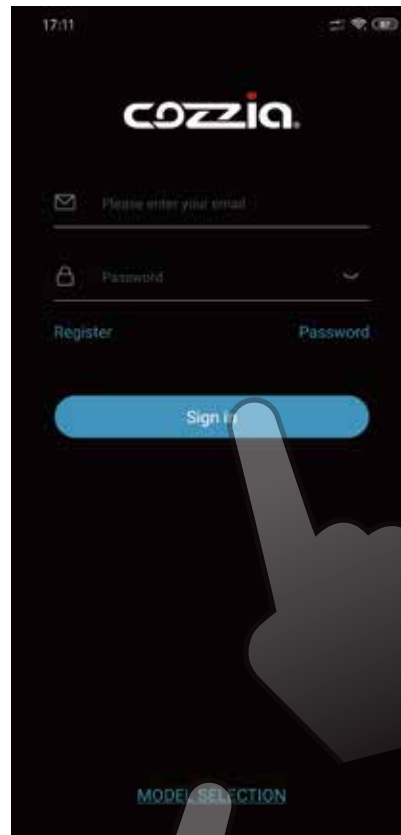 17:11
cozzia.
Please enter your email
Password
Register Password
Sign in
MODEL SELECTION